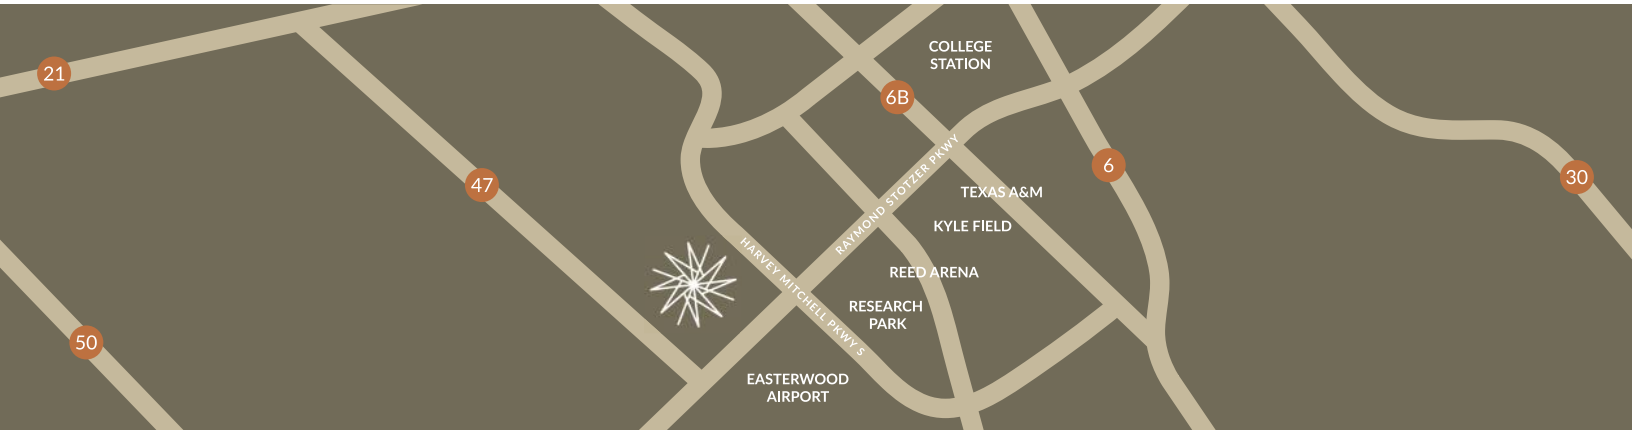 COLLEGE
STATION
21
6B
RAYMOND STOTZER PKWY
6
30
47
TEXAS A&M
KYLE FIELD
HARVEY MITCHELL PKWY S
REED ARENA
RESEARCH
PARK
50
EASTERWOOD
AIRPORT